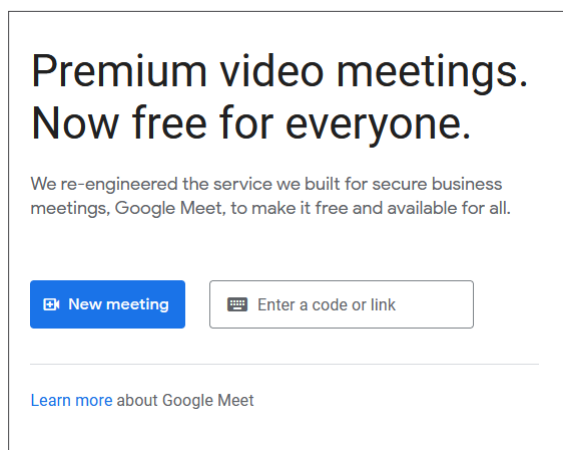 Premium video meetings.
Now free for everyone.
We re-engineered the service we built for secure business
meetings, Google Meet, to make it free and available for all.
New meeting
Enter a code or link
Learn more about Google Meet